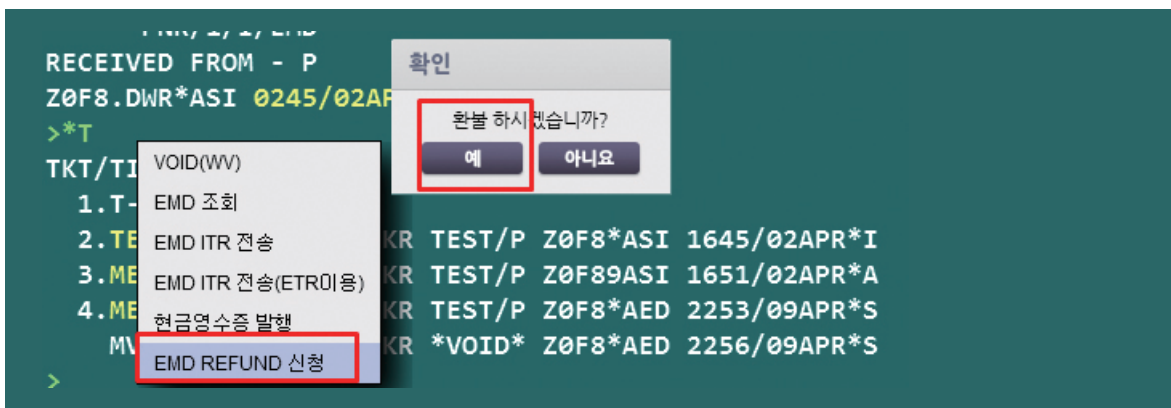 PNR/1/1/EMD
RECEIVED FROM - P
Z0F8.DWR*ASI 0245/02AP
>*T
TKT/TI
1.T-
2.TE KR TEST/P Z0F8*ASI 1645/02APR*I
3.ME KR TEST/P Z0F89ASI 1651/02APR*A
4.ME KR TEST/P Z0F8*AED 2253/09APR*S
MV KR *VOID* Z0F8*AED 2256/09APR*S
>
VOID(WV)
EMD 조회
EMD ITR 전송
EMD ITR 전송(ETR이용)
현금영수증 발행
EMD REFUND 신청
확인
환불 하시겠습니까?
예 아니요